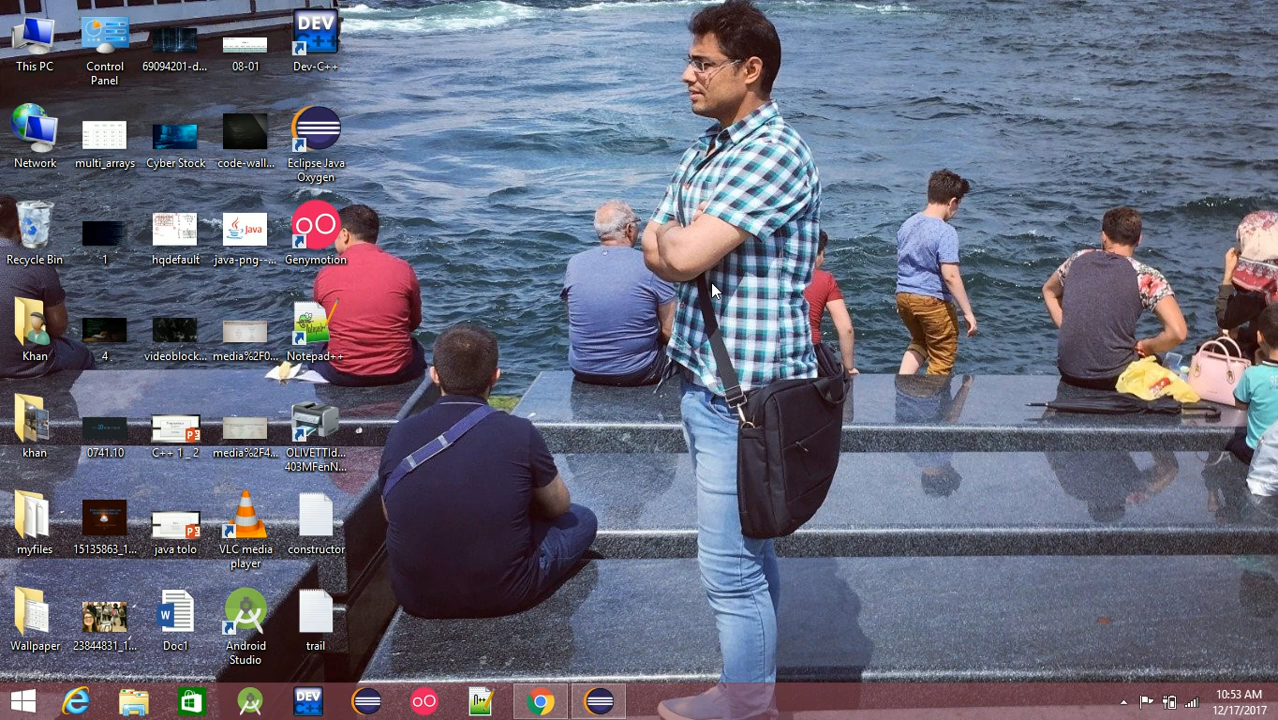 This PC
Control
Panel
69094201-d...
08-01
DEV
C++
Dev-C++
Network
multi_arrays
Cyber Stock
code-wall...
Eclipse Java
Oxygen
Recycle Bin
1
hqdefault
Java
java-png--...
Genymotion
Khan
4
videoblock...
media%2F0...
Notepad++
khan
0741.10
C++ 1_ 2
media%2F4...
OLIVETTId...
403MFenN...
myfiles
15135863_1...
java tolo
VLC media
player
constructor
Wallpaper
23844831_1...
Doc1
Android
Studio
trail
DEV
C++
10:53 AM
12/17/2017